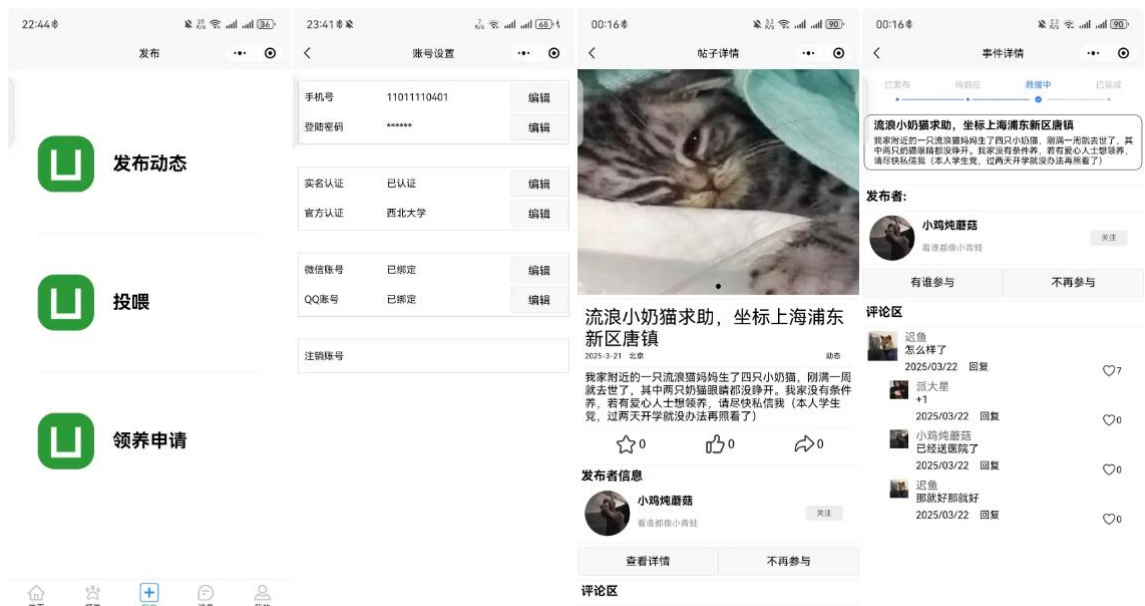 22:44
36
发布
发布动态
投喂
领养申请
23:41
68
账号设置
手机号 11011110401 编辑
登陆密码 ****** 编辑
实名认证 已认证 编辑
官方认证 西北大学 编辑
微信账号 已绑定 编辑
QQ账号 已绑定 编辑
注销账号
00:16
90
帖子详情
流浪小奶猫求助，坐标上海浦东
新区唐镇
2025-3-21 北京 动态
我家附近的一只流浪猫妈妈生了四只小奶猫，刚满一周
就去世了，其中两只奶猫眼睛都没睁开。我家没有条件
养，若有爱心人士想领养，请尽快私信我（本人学生
党，过两天开学就没办法再照看了）
0 0 0
发布者信息
小鸡炖蘑菇
看谁都像小青蛙
关注
查看详情 不再参与
评论区
00:16
90
事件详情
已发布 待响应 救援中 已完成
流浪小奶猫求助，坐标上海浦东新区唐镇
我家附近的一只流浪猫妈妈生了四只小奶猫，刚满一周就去世了，其
中两只奶猫眼睛都没睁开。我家没有条件养，若有爱心人士想领养，
请尽快私信我（本人学生党，过两天开学就没办法再照看了）
发布者:
小鸡炖蘑菇
看谁都像小青蛙
关注
有谁参与 不再参与
评论区
迟鱼
怎么样了
2025/03/22 回复 7
派大星
+1
2025/03/22 回复 0
小鸡炖蘑菇
已经送医院了
2025/03/22 回复 0
迟鱼
那就好那就好
2025/03/22 回复 0